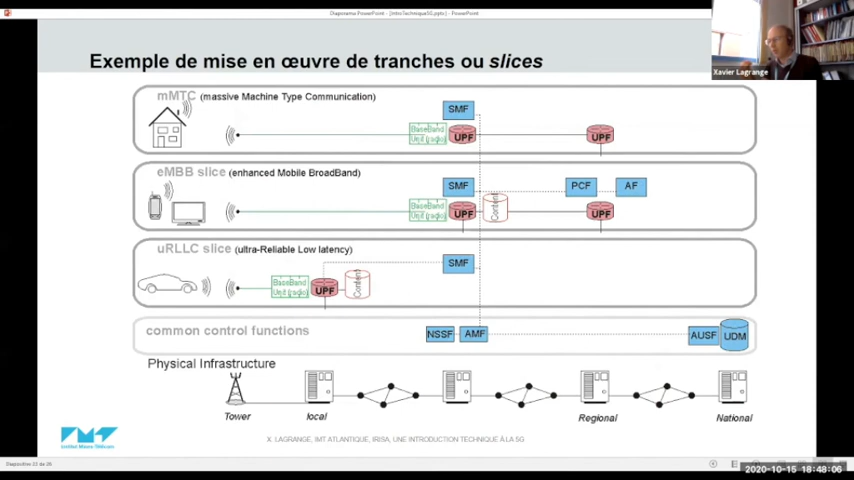 Diaporama PowerPoint - [IntroTechnique5G.pptx] - PowerPoint
Exemple de mise en œuvre de tranches ou slices
Xavier Lagrange
mMTC (massive Machine Type Communication)
SMF
BaseBand
Unit (radio)
UPF
UPF
eMBB slice (enhanced Mobile BroadBand)
SMF
PCF
AF
BaseBand
Unit (radio)
UPF
Content
UPF
uRLLC slice (ultra-Reliable Low latency)
SMF
BaseBand
Unit (radio)
UPF
Content
common control functions
NSSF
AMF
AUSF
UDM
Physical Infrastructure
Tower
local
Regional
National
IMT
Institut Mines-Télécom
X. LAGRANGE, IMT ATLANTIQUE, IRISA, UNE INTRODUCTION TECHNIQUE À LA 5G
2020-10-15 18:48:06